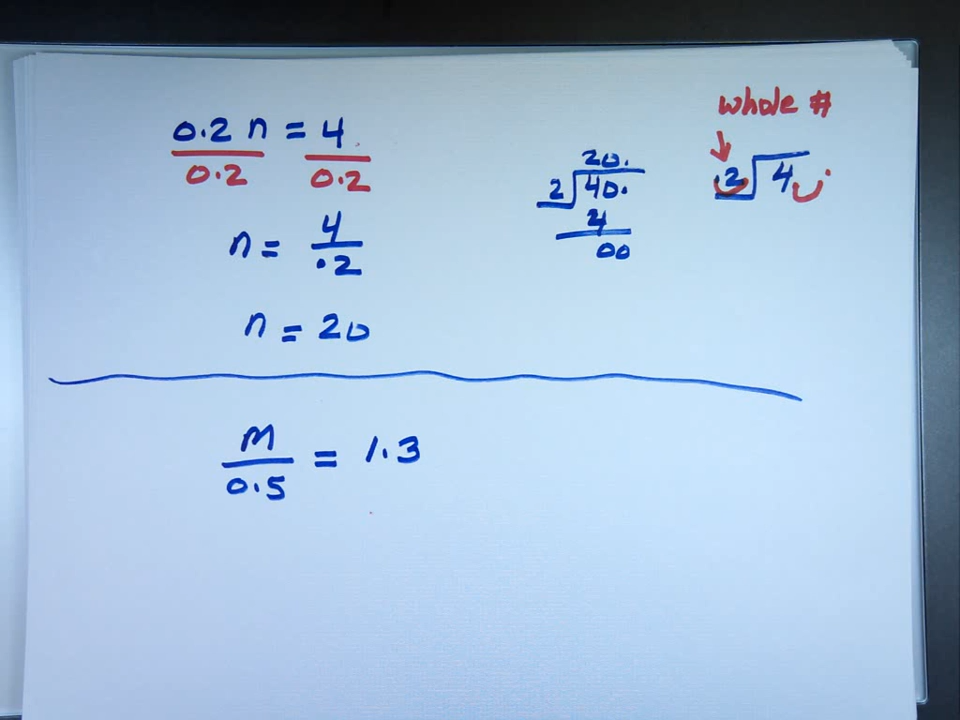 0.2 n = 4
0.2 0.2
n = 4
.2
n = 20
20.
2 40.
4
00
whole #
.2 4.
m = 1.3
0.5